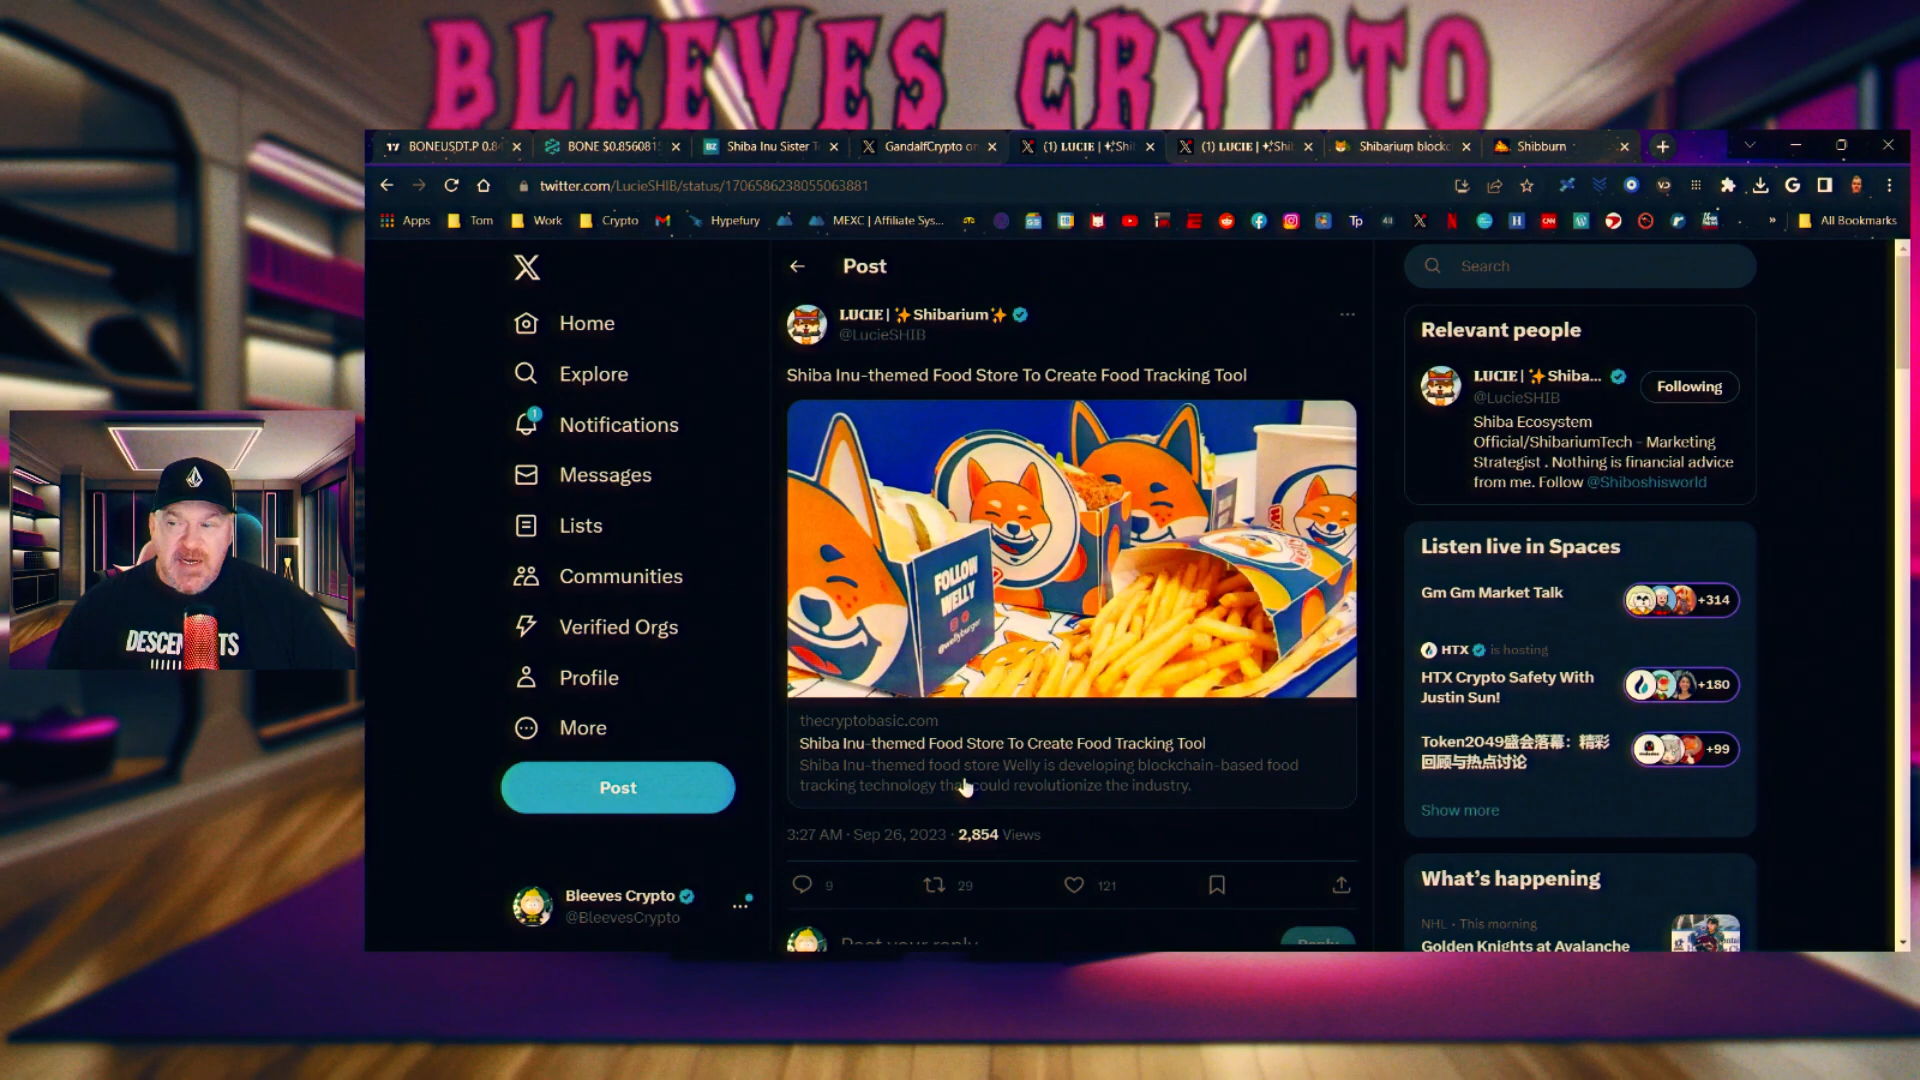 BLEEVES CRYPTO
BONEUSDT.P 0.8
BONE $0.85608
Shiba Inu Sister T
GandalfCrypto on
(1) LUCIE | ✨Shi
(1) LUCIE | ✨Shi
Shibarium block
Shibburn
twitter.com/LucieSHIB/status/1706586238055063881
Apps
Tom
Work
Crypto
Hypefury
MEXC | Affiliate Sys...
Tp
»
All Bookmarks
Home
Explore
Notifications
Messages
Lists
Communities
Verified Orgs
Profile
More
Post
Bleeves Crypto
@BleevesCrypto
Post
LUCIE | ✨Shibarium✨
@LucieSHIB
Shiba Inu-themed Food Store To Create Food Tracking Tool
FOLLOW
WELLY
@wellyburger
thecryptobasic.com
Shiba Inu-themed Food Store To Create Food Tracking Tool
Shiba Inu-themed food store Welly is developing blockchain-based food
tracking technology that could revolutionize the industry.
3:27 AM · Sep 26, 2023 · 2,854 Views
9
29
121
Post your reply
Reply
Search
Relevant people
LUCIE | ✨Shiba...
@LucieSHIB
Following
Shiba Ecosystem
Official/ShibariumTech - Marketing
Strategist . Nothing is financial advice
from me. Follow @Shiboshisworld
Listen live in Spaces
Gm Gm Market Talk
+314
HTX is hosting
HTX Crypto Safety With
Justin Sun!
+180
Token2049盛会落幕：精彩
回顾与热点讨论
+99
Show more
What's happening
NHL · This morning
Golden Knights at Avalanche